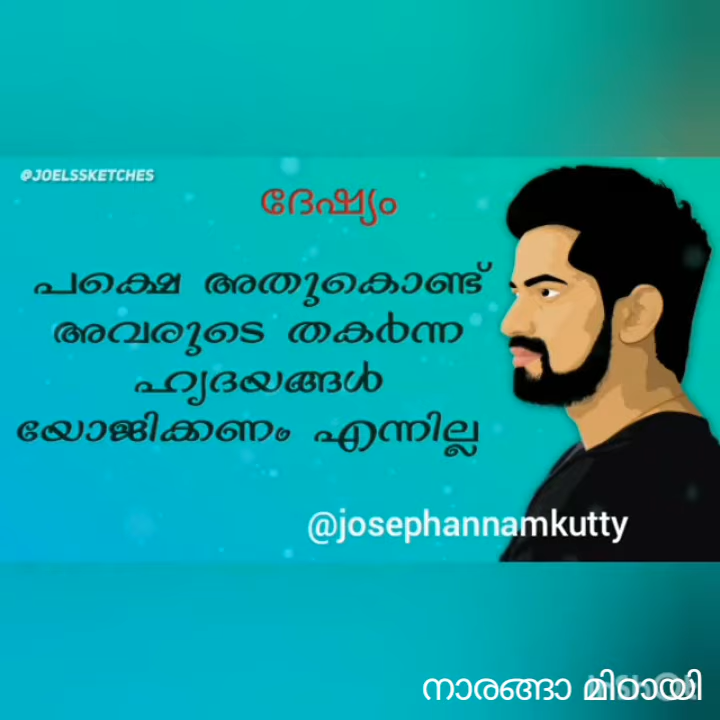 @JOELSSKETCHES
ദേഷ്യം
പക്ഷെ അതുകൊണ്ട്
അവരുടെ തകർന്ന
ഹൃദയങ്ങൾ
യോജിക്കണം എന്നില്ല
@josephannamkutty
നാരങ്ങാ മിഠായി